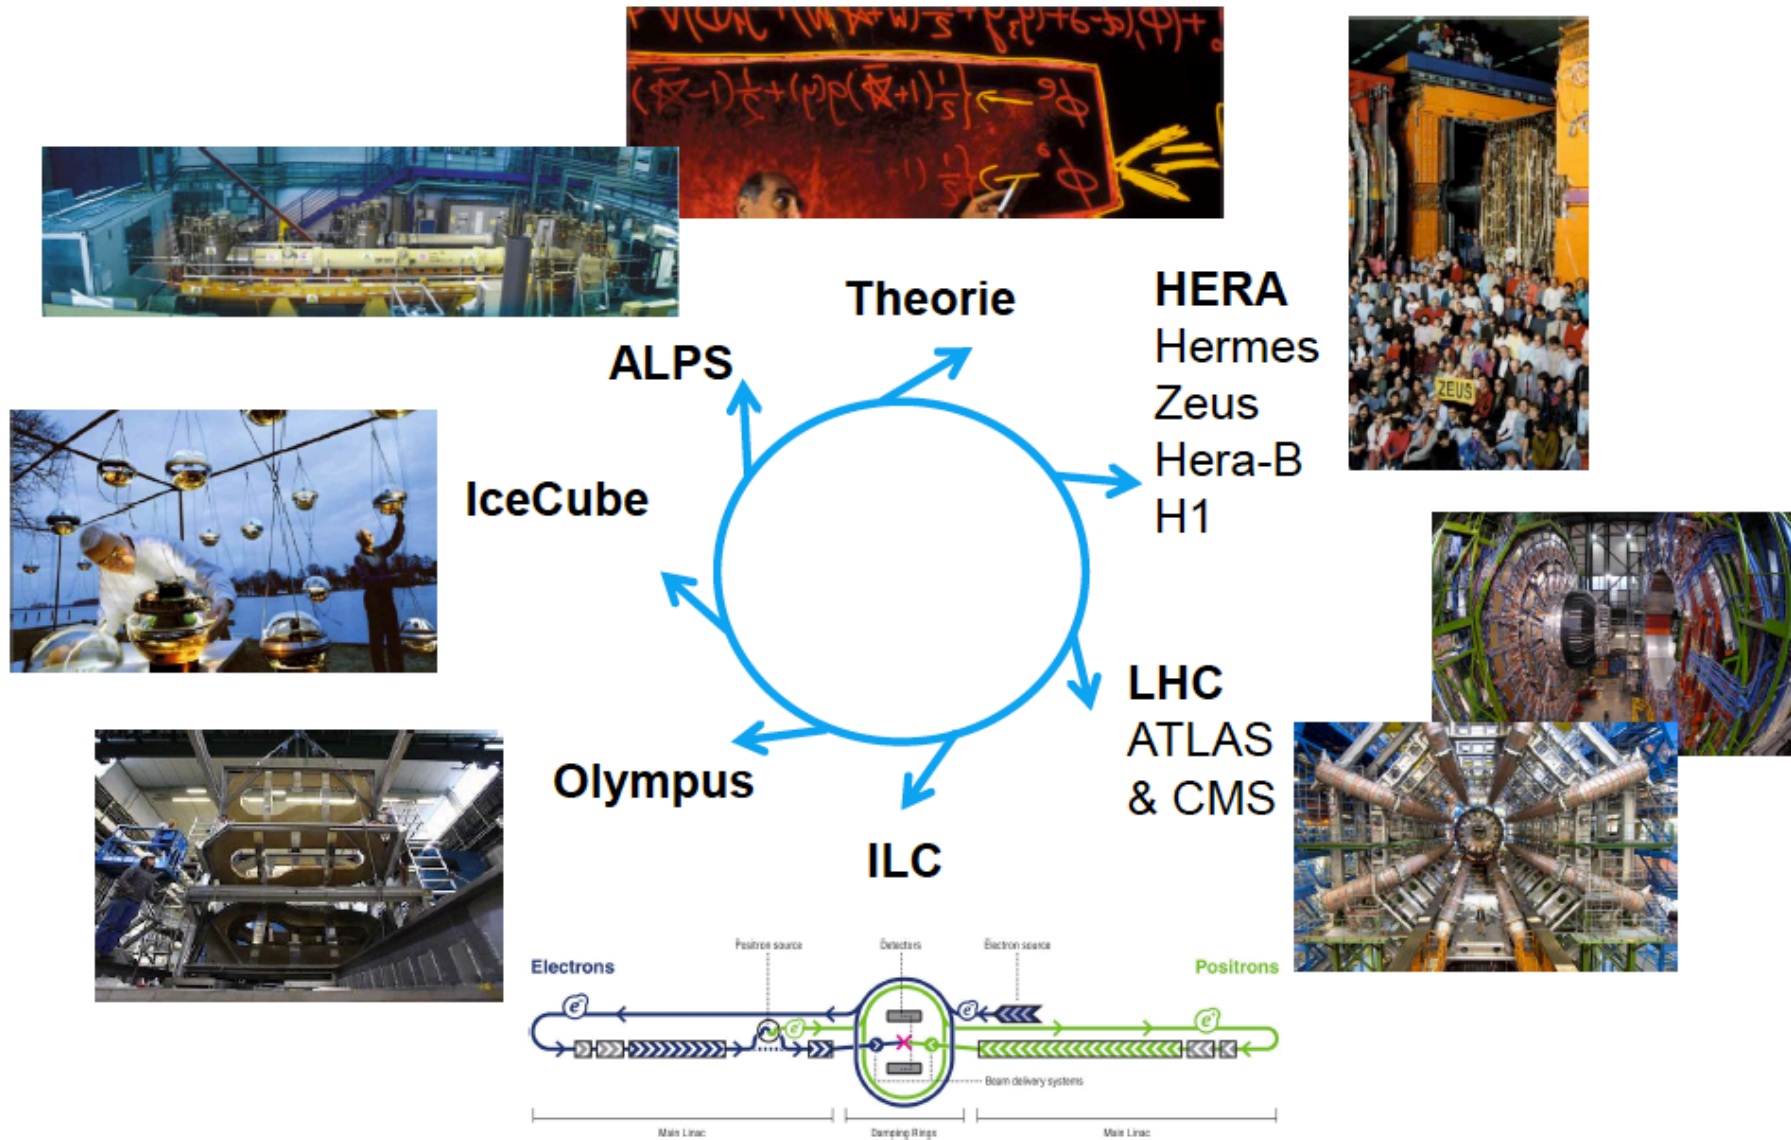 Theorie
HERA
Hermes
Zeus
Hera-B
H1
ZEUS
ALPS
IceCube
LHC
ATLAS
& CMS
Olympus
ILC
Positron source
Detectors
Electron source
Electrons
Positrons
e⁻
e⁻
e⁺
e⁺
Beam delivery systems
Main Linac
Damping Rings
Main Linac